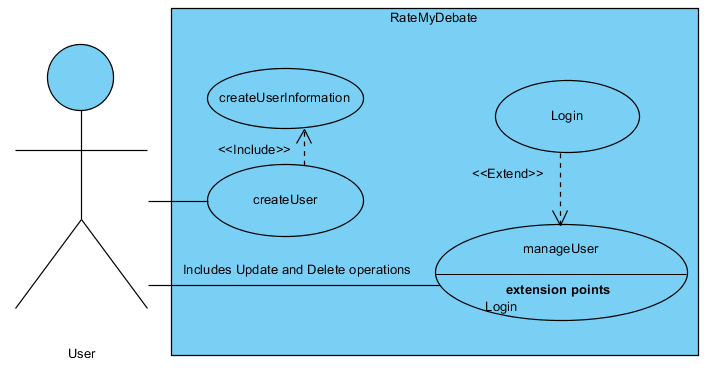 RateMyDebate
createUserInformation
Login
<<Include>>
<<Extend>>
createUser
manageUser
Includes Update and Delete operations
extension points
Login
User